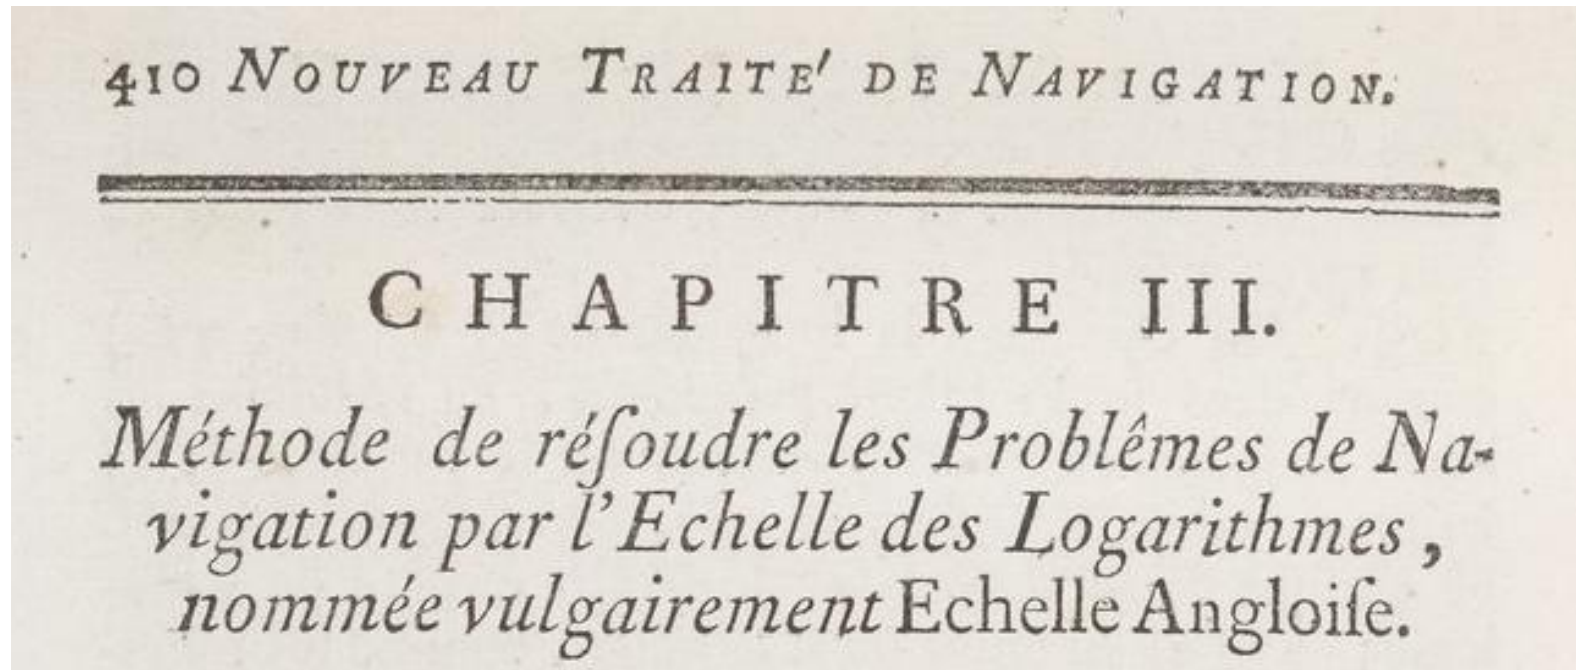 410 NOUVEAU TRAITE' DE NAVIGATION.
CHAPITRE III.
Méthode de réſoudre les Problêmes de Na-
vigation par l'Echelle des Logarithmes,
nommée vulgairement Echelle Angloiſe.